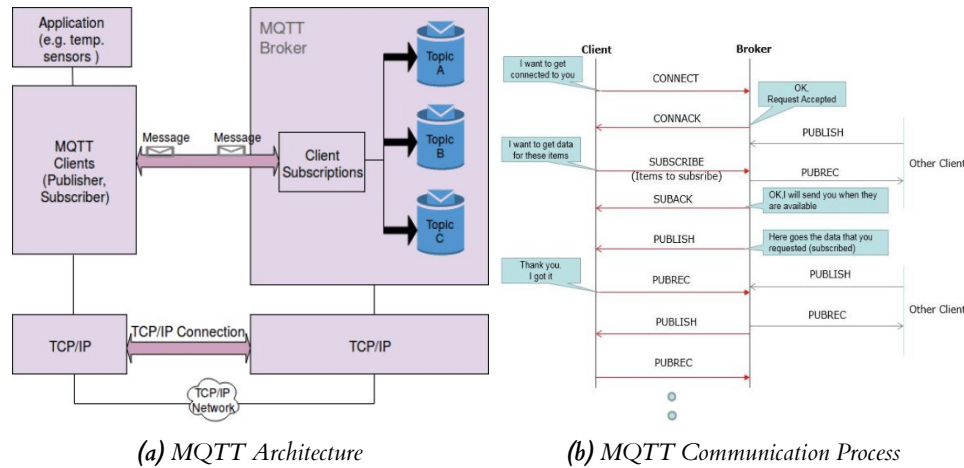 Application
(e.g. temp.
sensors )
MQTT
Clients
(Publisher,
Subscriber)
Message
Message
MQTT
Broker
Client
Subscriptions
Topic
A
Topic
B
Topic
C
TCP/IP
TCP/IP Connection
TCP/IP
TCP/IP
Network
(a) MQTT Architecture
Client
Broker
I want to get
connected to you
CONNECT
OK,
Request Accepted
CONNACK
PUBLISH
I want to get data
for these items
SUBSCRIBE
(Items to subsribe)
PUBREC
Other Client
SUBACK
OK,I will send you when they
are available
PUBLISH
Here goes the data that you
requested (subscribed)
Thank you.
I got it
PUBREC
PUBLISH
PUBLISH
PUBREC
Other Client
PUBREC
(b) MQTT Communication Process